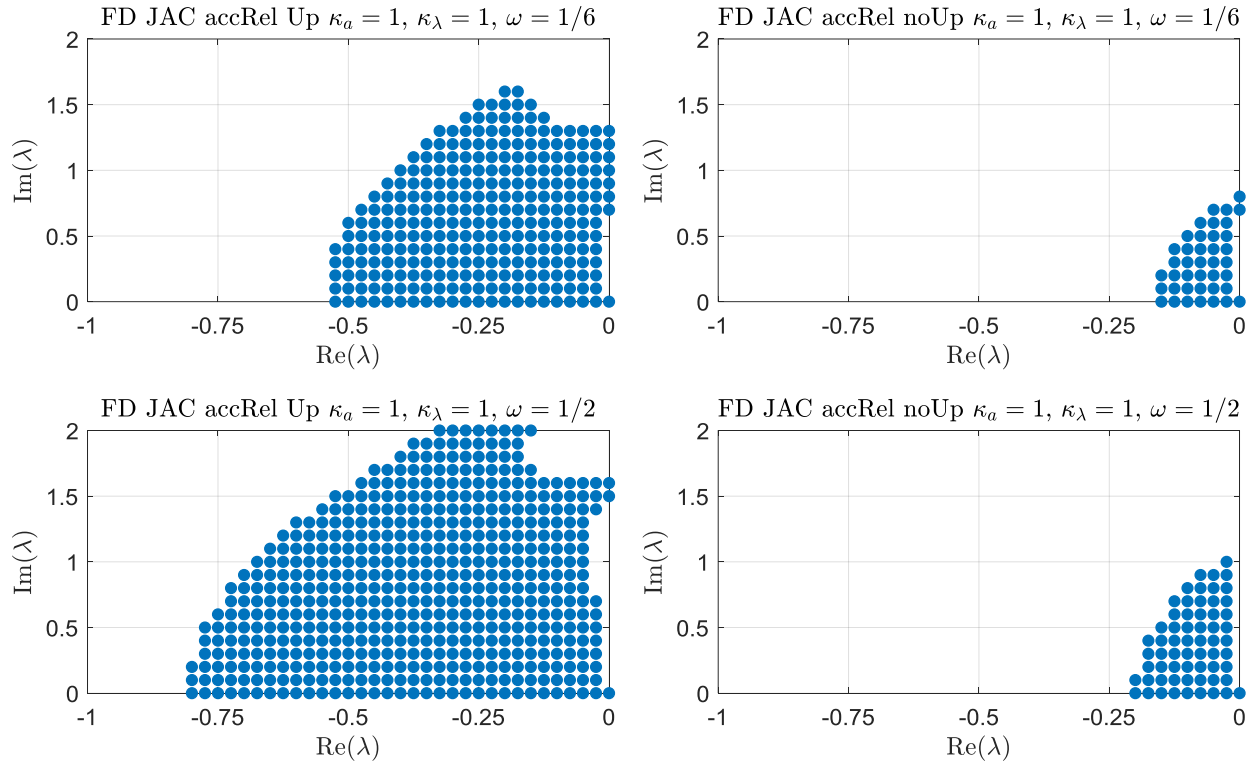 FD JAC accRel Up κₐ = 1, κ_λ = 1, ω = 1/6
2
1.5
1
0.5
0
Im(λ)
-1 -0.75 -0.5 -0.25 0
Re(λ)
FD JAC accRel noUp κₐ = 1, κ_λ = 1, ω = 1/6
2
1.5
1
0.5
0
Im(λ)
-1 -0.75 -0.5 -0.25 0
Re(λ)
FD JAC accRel Up κₐ = 1, κ_λ = 1, ω = 1/2
2
1.5
1
0.5
0
Im(λ)
-1 -0.75 -0.5 -0.25 0
Re(λ)
FD JAC accRel noUp κₐ = 1, κ_λ = 1, ω = 1/2
2
1.5
1
0.5
0
Im(λ)
-1 -0.75 -0.5 -0.25 0
Re(λ)